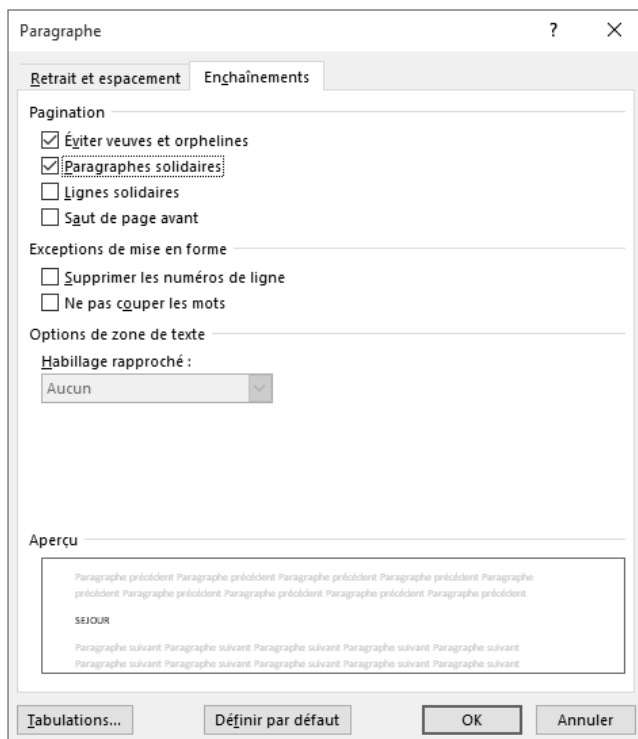 Paragraphe ?
Retrait et espacement Enchaînements
Pagination
Éviter veuves et orphelines
Paragraphes solidaires
Lignes solidaires
Saut de page avant
Exceptions de mise en forme
Supprimer les numéros de ligne
Ne pas couper les mots
Options de zone de texte
Habillage rapproché :
Aucun
Aperçu
Paragraphe précédent Paragraphe précédent Paragraphe précédent Paragraphe précédent Paragraphe
précédent Paragraphe précédent Paragraphe précédent Paragraphe précédent Paragraphe précédent
SEJOUR
Paragraphe suivant Paragraphe suivant Paragraphe suivant Paragraphe suivant Paragraphe suivant
Paragraphe suivant Paragraphe suivant Paragraphe suivant Paragraphe suivant Paragraphe suivant
Tabulations... Définir par défaut OK Annuler